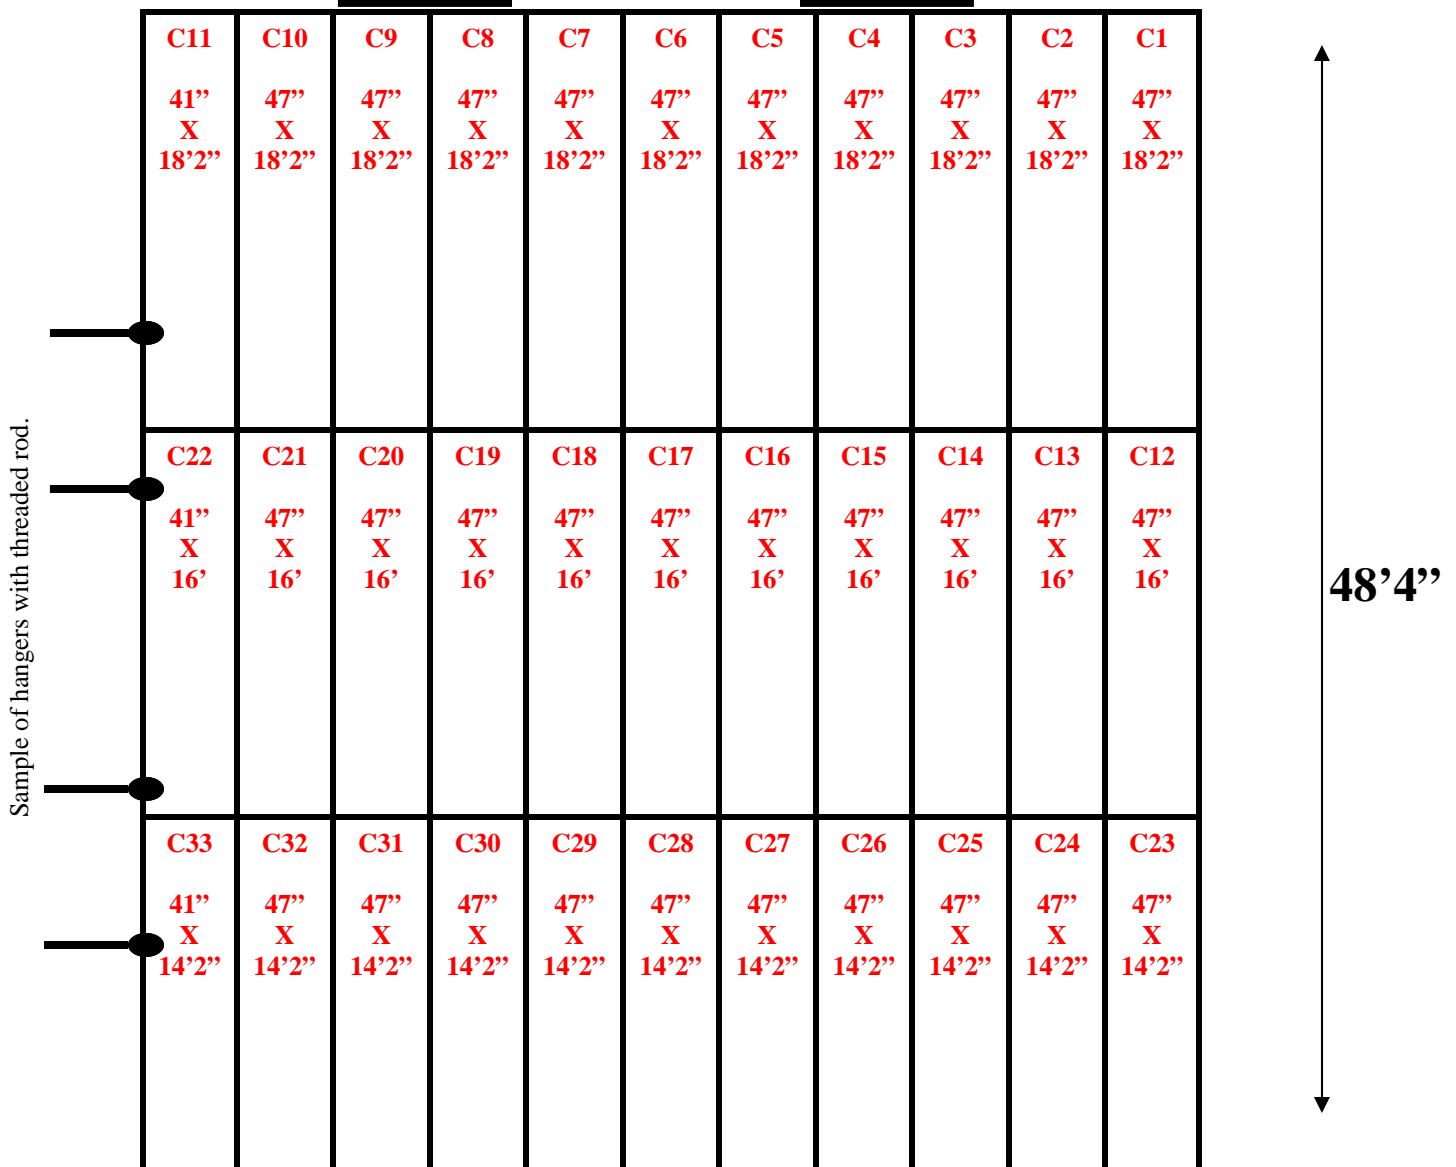 C11 C10 C9 C8 C7 C6 C5 C4 C3 C2 C1
41” 47” 47” 47” 47” 47” 47” 47” 47” 47” 47”
X X X X X X X X X X X
18’2” 18’2” 18’2” 18’2” 18’2” 18’2” 18’2” 18’2” 18’2” 18’2” 18’2”
C22 C21 C20 C19 C18 C17 C16 C15 C14 C13 C12
41” 47” 47” 47” 47” 47” 47” 47” 47” 47” 47”
X X X X X X X X X X X
16’ 16’ 16’ 16’ 16’ 16’ 16’ 16’ 16’ 16’ 16’
C33 C32 C31 C30 C29 C28 C27 C26 C25 C24 C23
41” 47” 47” 47” 47” 47” 47” 47” 47” 47” 47”
X X X X X X X X X X X
14’2” 14’2” 14’2” 14’2” 14’2” 14’2” 14’2” 14’2” 14’2” 14’2” 14’2”
Sample of hangers with threaded rod.
48’4”